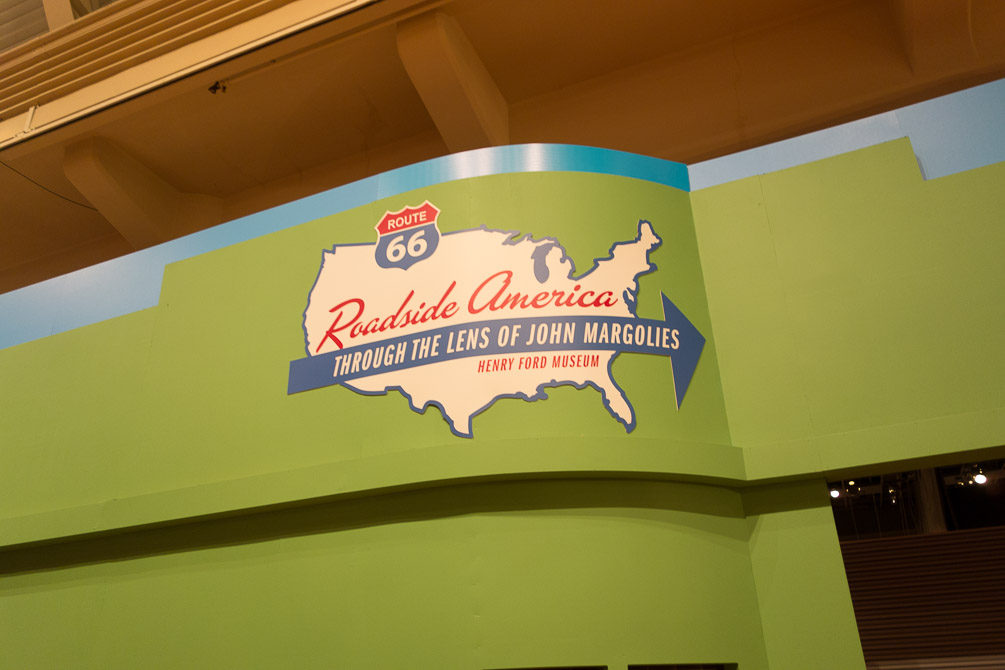 ROUTE
66
Roadside America
THROUGH THE LENS OF JOHN MARGOLIES
HENRY FORD MUSEUM